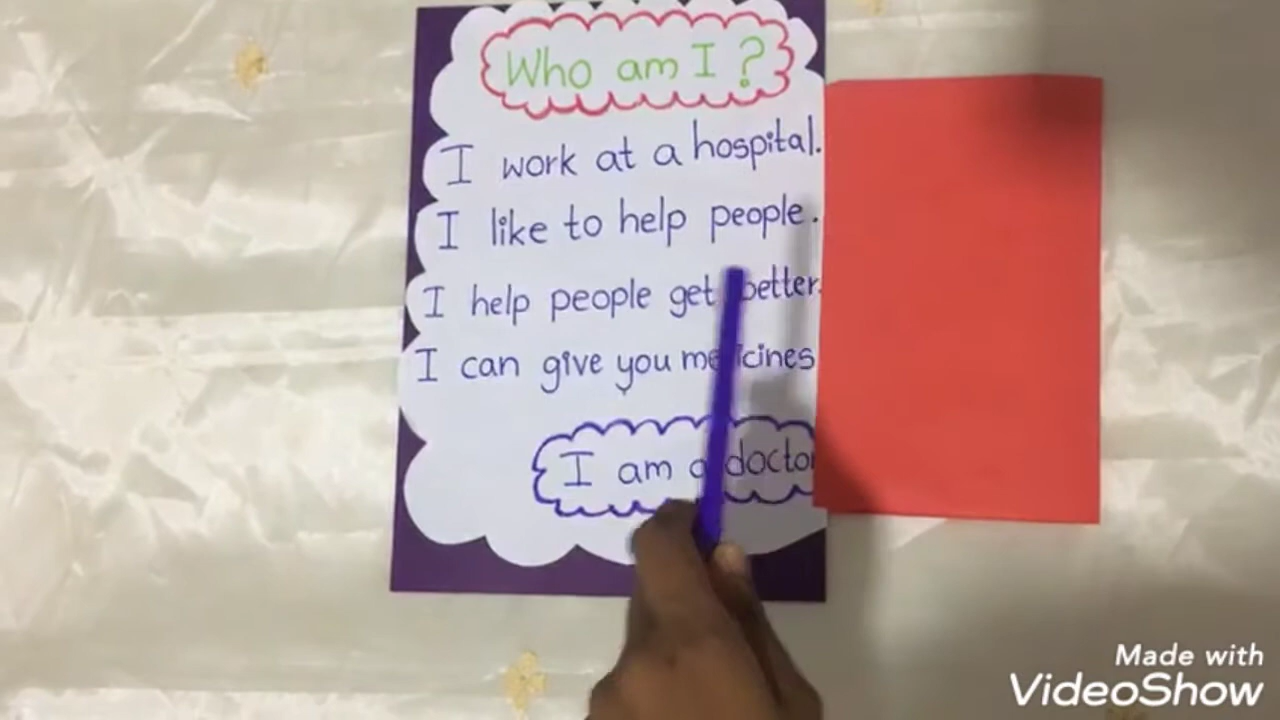 Who am I ?
I work at a hospital.
I like to help people.
I help people get better.
I can give you medicines
I am a doctor
Made with
VideoShow